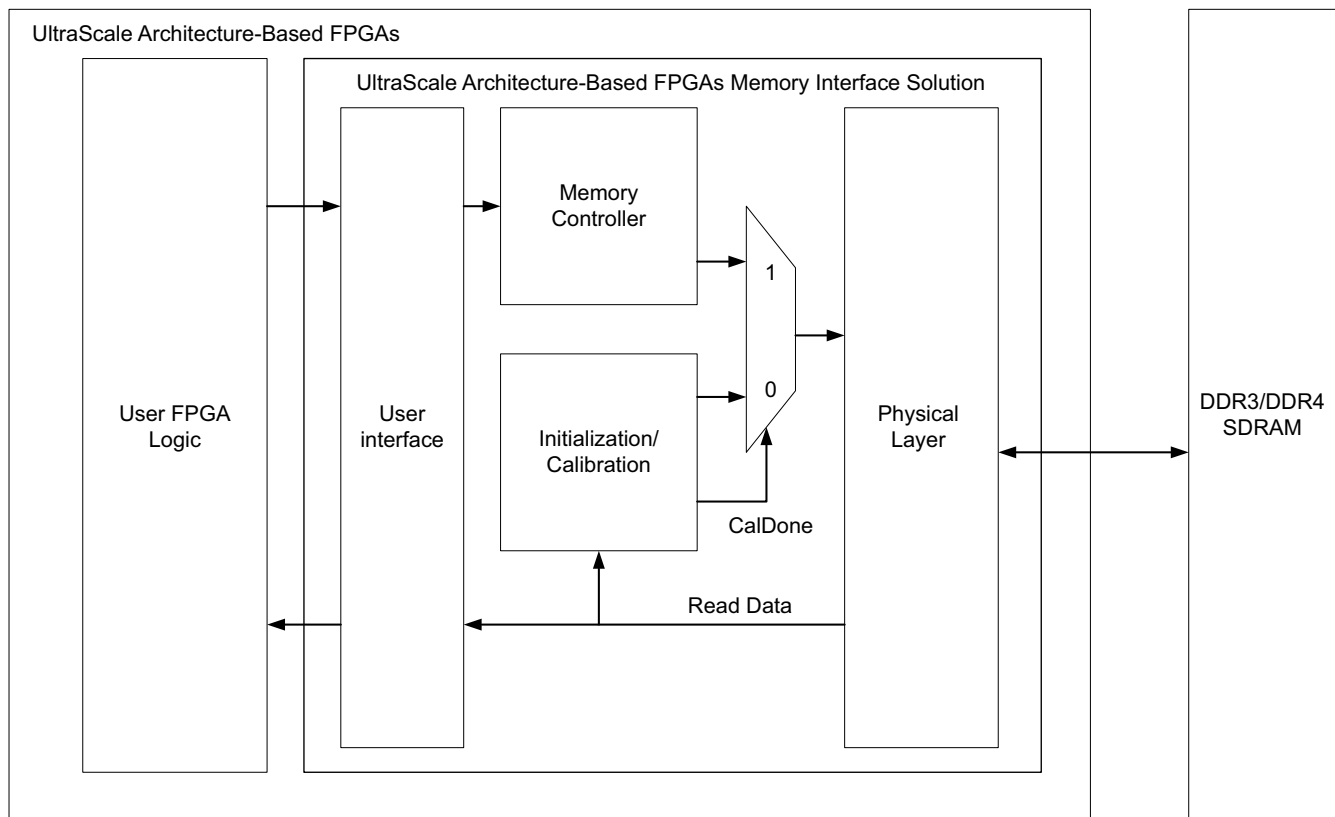 UltraScale Architecture-Based FPGAs
UltraScale Architecture-Based FPGAs Memory Interface Solution
Memory
Controller
1
0
User FPGA
Logic
User
interface
Initialization/
Calibration
Physical
Layer
DDR3/DDR4
SDRAM
CalDone
Read Data